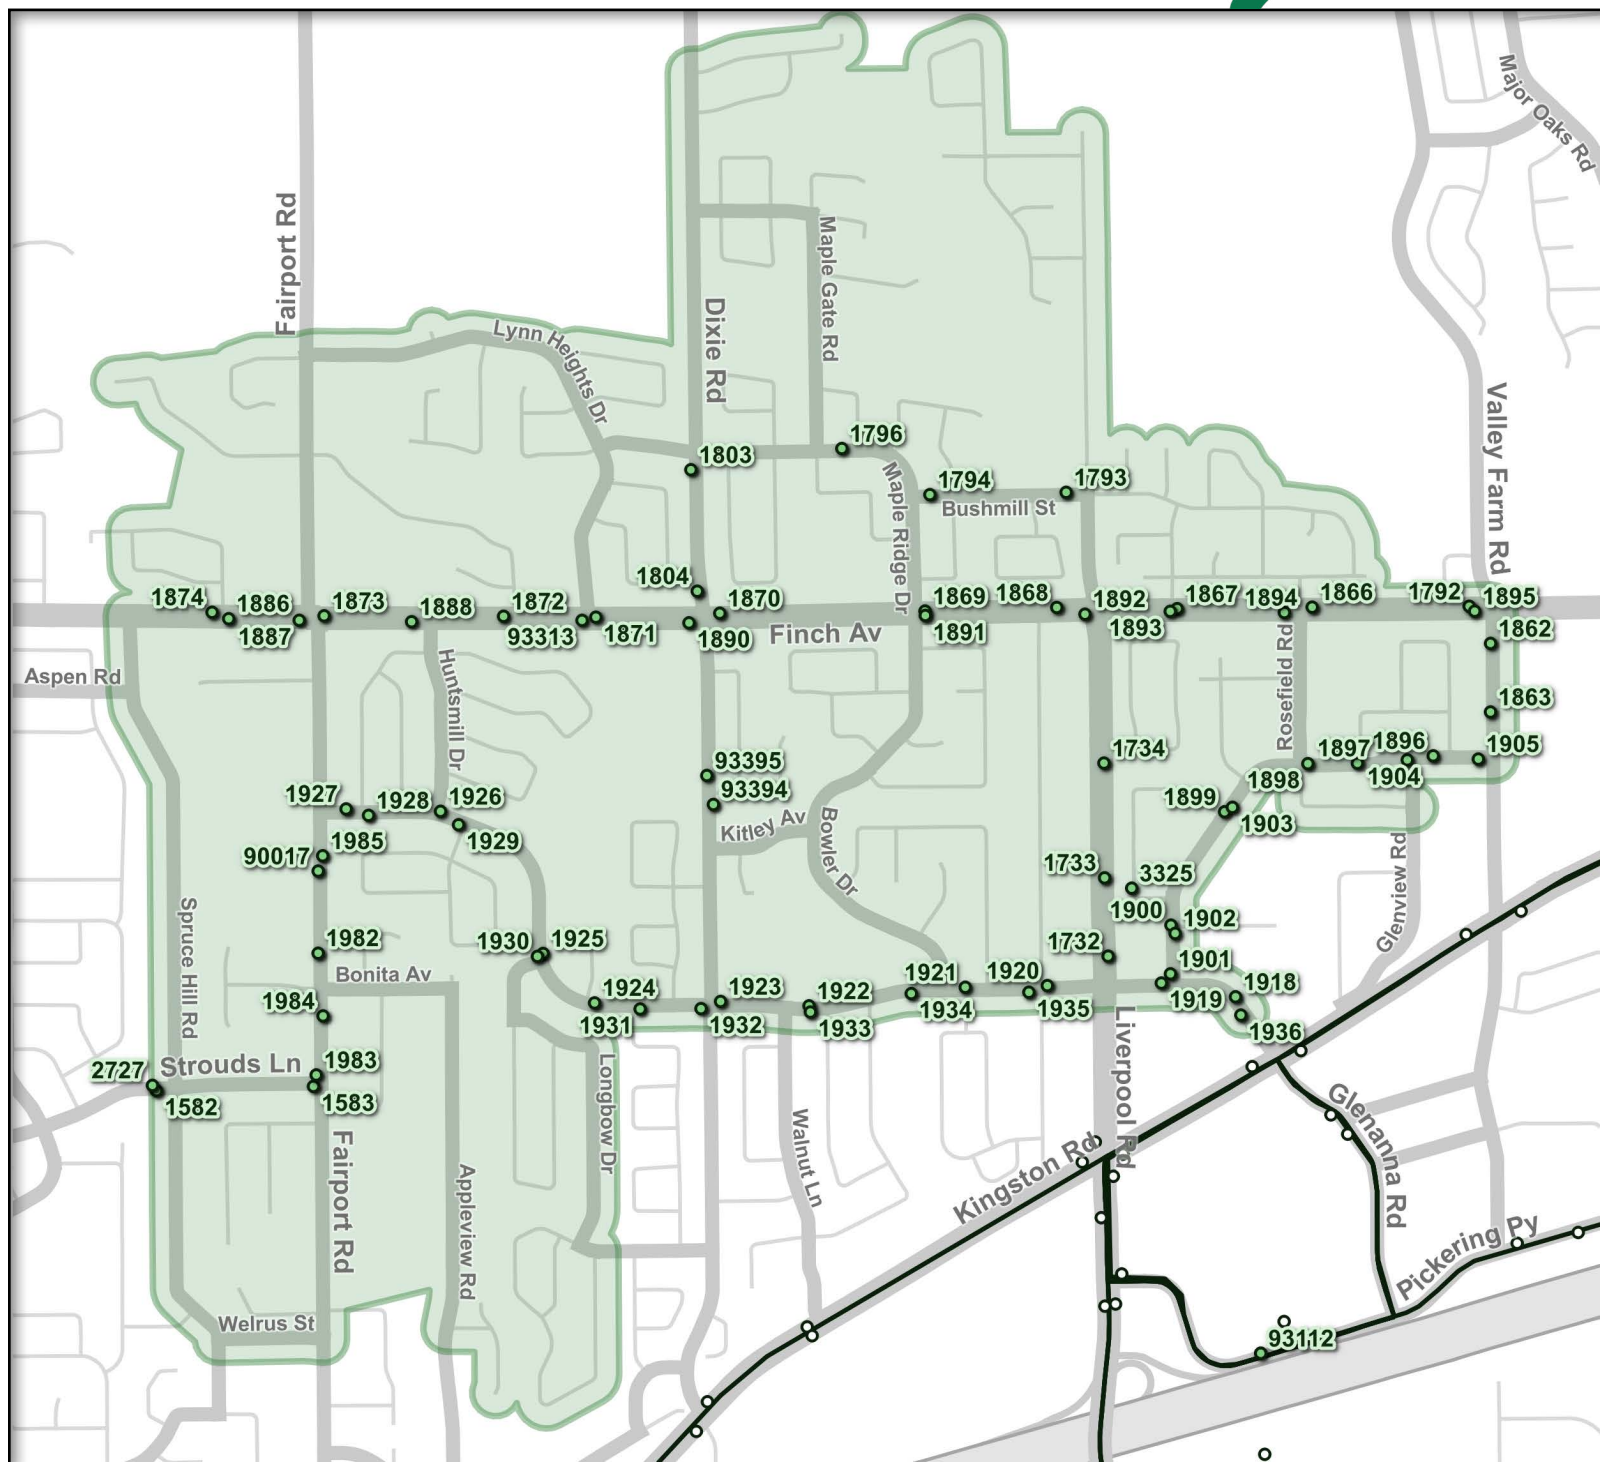 Major Oaks Rd
Fairport Rd
Maple Gate Rd
Dixie Rd
Lynn Heights Dr
Valley Farm Rd
1796
1803
1794
1793
Maple Ridge Dr
Bushmill St
1804
1874
1886
1873
1888
1872
1870
1869
1868
1892
1867
1894
1866
1792
1895
1887
93313
1871
1890
Finch Av
1891
1893
1862
Aspen Rd
Huntsmill Dr
Rosefield Rd
1863
93395
1734
1897
1896
1905
1898
1904
1927
1928
1926
93394
1899
1903
1929
Kitley Av
Bowler Dr
90017
1985
1733
3325
Glenview Rd
Spruce Hill Rd
1900
1902
1982
1930
1925
1732
Bonita Av
1901
1984
1924
1923
1922
1921
1920
1918
1931
1932
1933
1934
1935
1919
1936
Liverpool Rd
2727
Strouds Ln
1983
1582
1583
Longbow Dr
Walnut Ln
Glenanna Rd
Kingston Rd
Fairport Rd
Appleview Rd
Pickering Py
Welrus St
93112